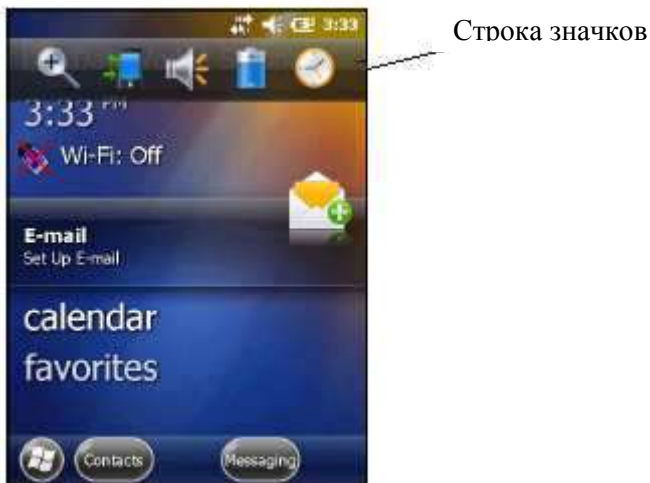 3:33
Строка значков
3:33 PM
Wi-Fi: Off
E-mail
Set Up E-mail
calendar
favorites
Contacts
Messaging